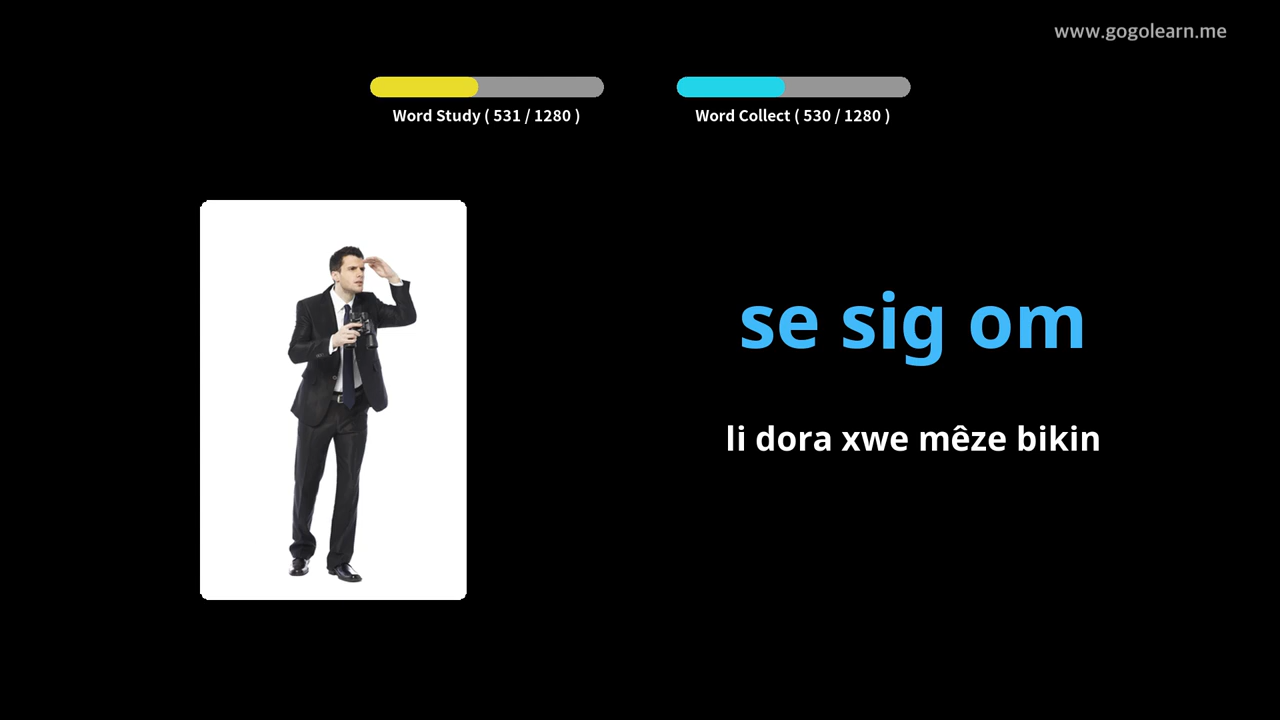 www.gogolearn.me
Word Study ( 531 / 1280 )
Word Collect ( 530 / 1280 )
se sig om
li dora xwe mêze bikin